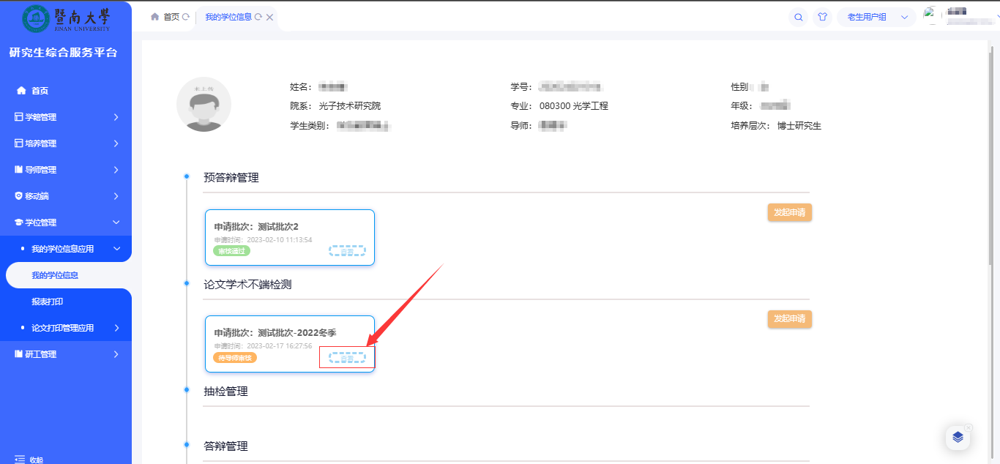 暨南大學
JINAN UNIVERSITY
研究生综合服务平台
首页
学籍管理
培养管理
导师管理
移动端
学位管理
我的学位信息应用
我的学位信息
报表打印
论文打印管理应用
研工管理
收起
首页
我的学位信息
老生用户组
未上传
姓名：
学号：
性别
院系： 光子技术研究院
专业： 080300 光学工程
年级：
学生类别：
导师：
培养层次： 博士研究生
预答辩管理
发起申请
申请批次：测试批次2
申请时间：2023-02-10 11:13:54
审核通过
查看
论文学术不端检测
发起申请
申请批次：测试批次-2022冬季
申请时间：2023-02-17 16:27:56
待导师审核
查看
抽检管理
答辩管理